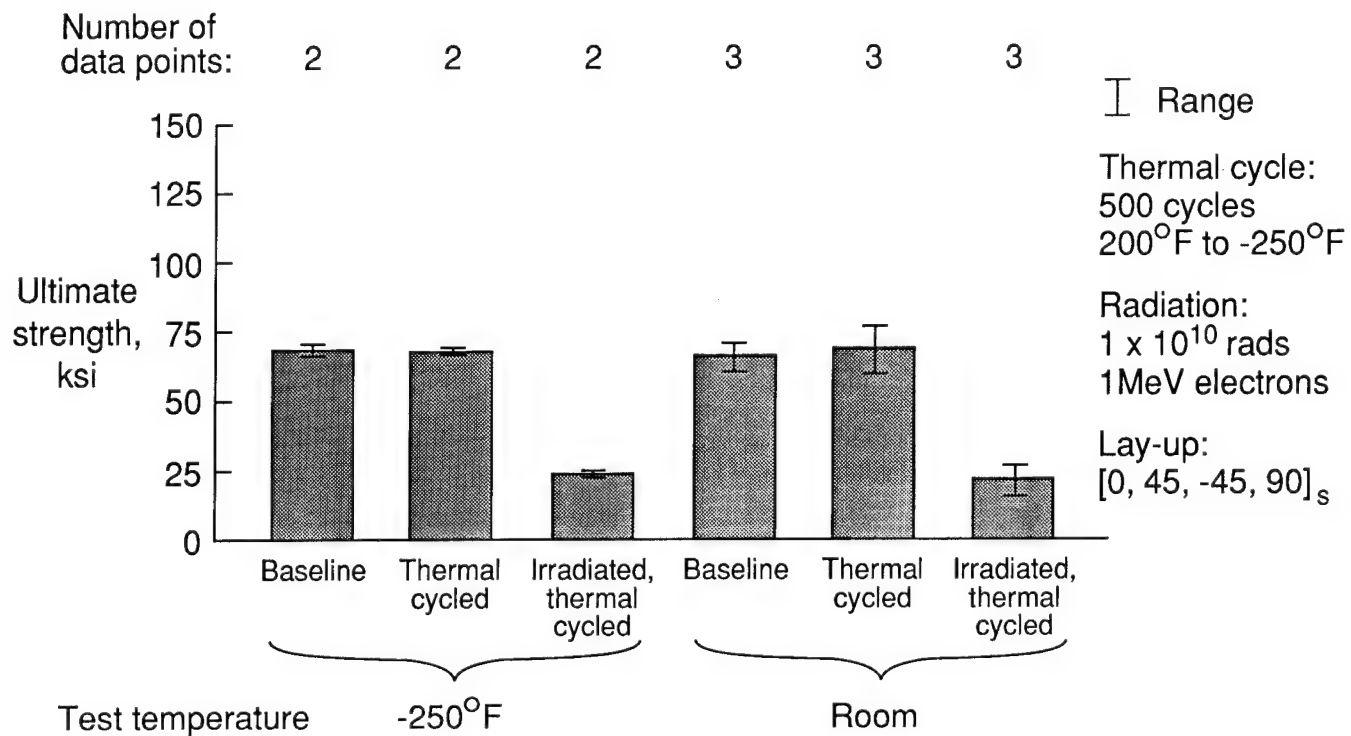 Number of
data points: 2 2 2 3 3 3
Range
Thermal cycle:
500 cycles
200°F to -250°F
Radiation:
1 x 10¹⁰ rads
1MeV electrons
Lay-up:
[0, 45, -45, 90]ₛ
150
125
100
75
50
25
0
Ultimate
strength,
ksi
Baseline Thermal Irradiated, Baseline Thermal Irradiated,
cycled thermal cycled thermal
cycled cycled
Test temperature -250°F Room